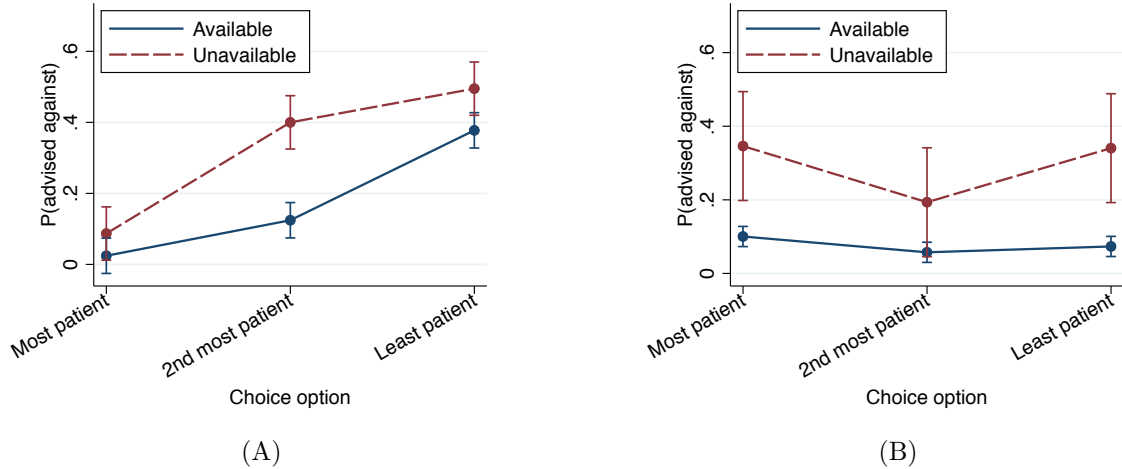 Available
Unavailable
P(advised against)
.6
.4
.2
0
Most patient
2nd most patient
Least patient
Choice option
(A)
Available
Unavailable
P(advised against)
.6
.4
.2
0
Most patient
2nd most patient
Least patient
Choice option
(B)